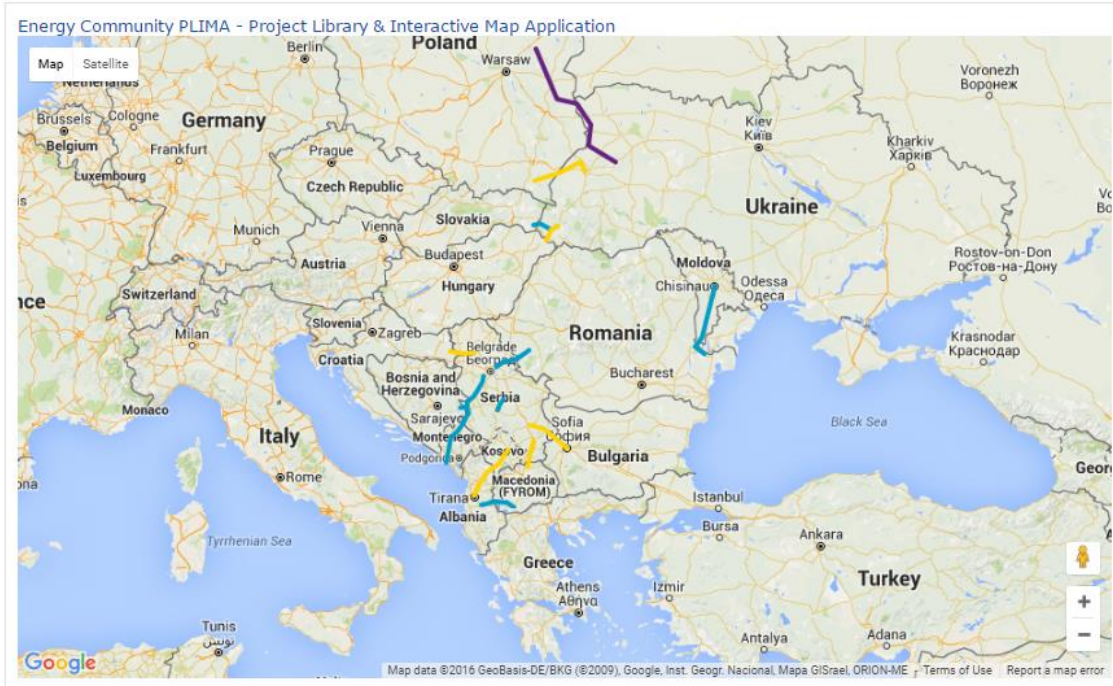 Energy Community PLIMA - Project Library & Interactive Map Application
Map
Satellite
Berlin
Poland
Warsaw
Voronezh
Воронеж
Netherlands
Brussels
Cologne
Germany
Belgium
Frankfurt
Prague
Kiev
Київ
Kharkiv
Харків
Luxembourg
Czech Republic
Ukraine
Slovakia
Munich
Vienna
Austria
Budapest
Hungary
Moldova
Chisinau
Odessa
Одеса
Rostov-on-Don
Ростов-на-Дону
Switzerland
nce
Milan
Slovenia
Zagreb
Croatia
Belgrade
Београд
Romania
Krasnodar
Краснодар
Bosnia and
Herzegovina
Serbia
Bucharest
Monaco
Sarajevo
Italy
Montenegro
Podgorica
Kosovo
Sofia
София
Bulgaria
Black Sea
Rome
Macedonia
(FYROM)
Tirana
Albania
Georg
Istanbul
Bursa
Ankara
Tyrrhenian Sea
Greece
Turkey
Athens
Αθήνα
Izmir
Antalya
Adana
Tunis
تونس
Google
Map data ©2016 GeoBasis-DE/BKG (©2009), Google, Inst. Geogr. Nacional, Mapa GISrael, ORION-ME
Terms of Use
Report a map error